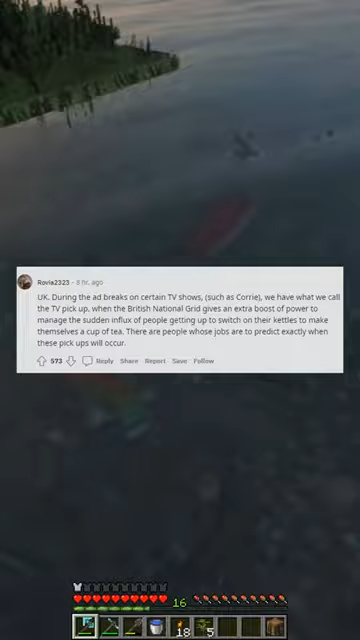 Rovia2323 · 8 hr. ago
UK. During the ad breaks on certain TV shows, (such as Corrie), we have what we call
the TV pick up, when the British National Grid gives an extra boost of power to
manage the sudden influx of people getting up to switch on their kettles to make
themselves a cup of tea. There are people whose jobs are to predict exactly when
these pick ups will occur.
573 Reply Share Report Save Follow
16
18 5